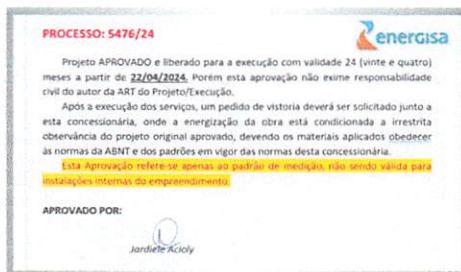 PROCESSO: 5476/24
energisa
Projeto APROVADO e liberado para a execução com validade 24 (vinte e quatro)
meses a partir de 22/04/2024. Porém esta aprovação não exime responsabilidade
civil do autor da ART do Projeto/Execução.
Após a execução dos serviços, um pedido de vistoria deverá ser solicitado junto a
esta concessionária, onde a energização da obra está condicionada a irrestrita
observância do projeto original aprovado, devendo os materiais aplicados obedecer
às normas da ABNT e dos padrões em vigor das normas desta concessionária.
Esta Aprovação refere-se apenas ao padrão de medição, não sendo válida para
instalações internas do empreendimento.
APROVADO POR:
Jardiele Acioly